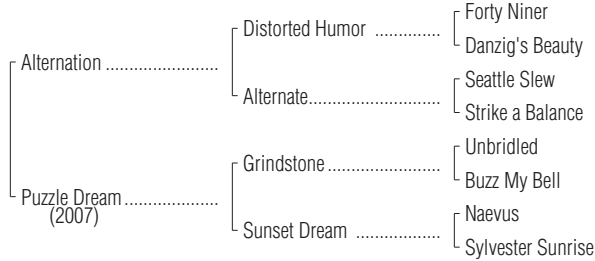 Forty Niner
Distorted Humor ..............
Danzig's Beauty
Alternation ........................
Seattle Slew
Alternate............................
Strike a Balance
Unbridled
Grindstone ........................
Buzz My Bell
Puzzle Dream ....................
(2007)
Naevus
Sunset Dream ..................
Sylvester Sunrise